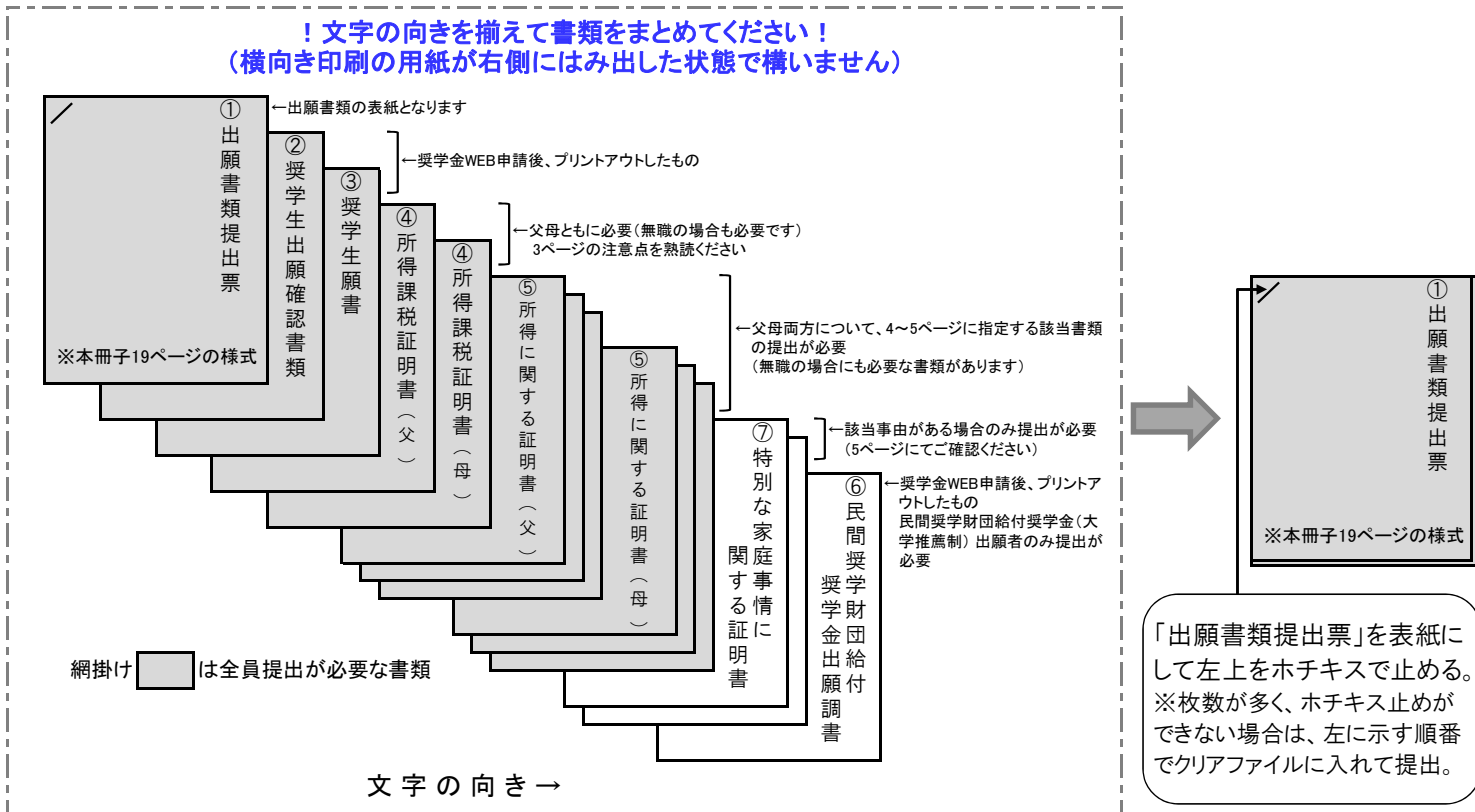 ！文字の向きを揃えて書類をまとめてください！
（横向き印刷の用紙が右側にはみ出した状態で構いません）
①出願書類提出票
※本冊子19ページの様式
←出願書類の表紙となります
②奨学生出願確認書類
③奨学生願書
←奨学金WEB申請後、プリントアウトしたもの
④所得課税証明書（父）
④所得課税証明書（母）
←父母ともに必要（無職の場合も必要です）
3ページの注意点を熟読ください
⑤所得に関する証明書（父）
⑤所得に関する証明書（母）
←父母両方について、4～5ページに指定する該当書類
の提出が必要
（無職の場合にも必要な書類があります）
⑦特別な家庭事情に
関する証明書
←該当事由がある場合のみ提出が必要
（5ページにてご確認ください）
⑥民間奨学財団給付
奨学金出願調書
←奨学金WEB申請後、プリントア
ウトしたもの
民間奨学財団給付奨学金（大
学推薦制）出願者のみ提出が
必要
網掛け　は全員提出が必要な書類
文字の向き→
①出願書類提出票
※本冊子19ページの様式
「出願書類提出票」を表紙に
して左上をホチキスで止める。
※枚数が多く、ホチキス止めが
できない場合は、左に示す順番
でクリアファイルに入れて提出。